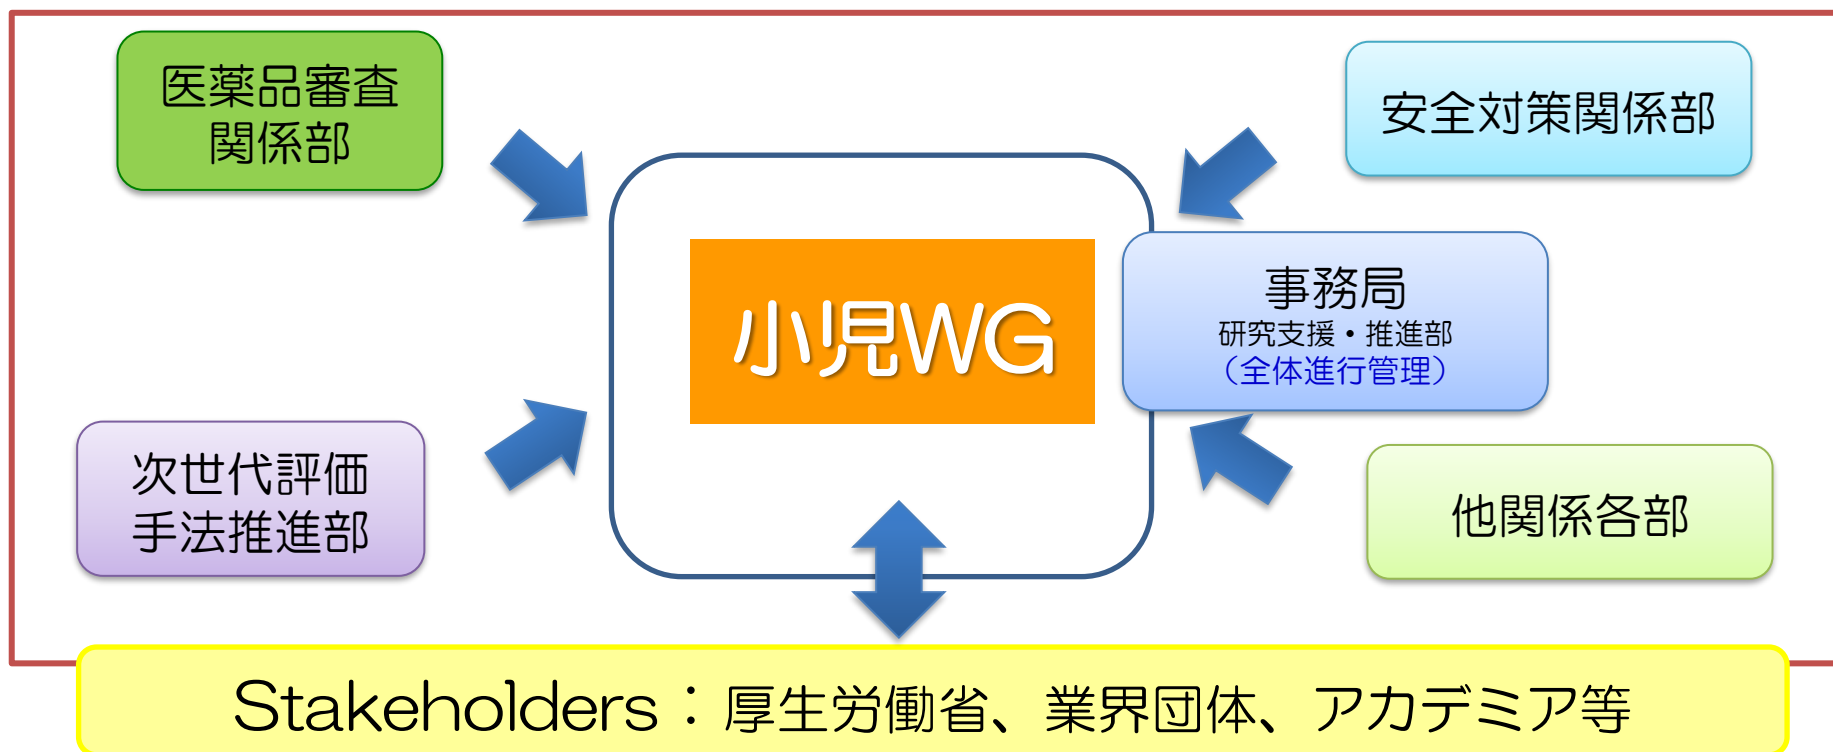 医薬品審査
関係部
安全対策関係部
小児WG
事務局
研究支援・推進部
（全体進行管理）
次世代評価
手法推進部
他関係各部
Stakeholders：厚生労働省、業界団体、アカデミア等